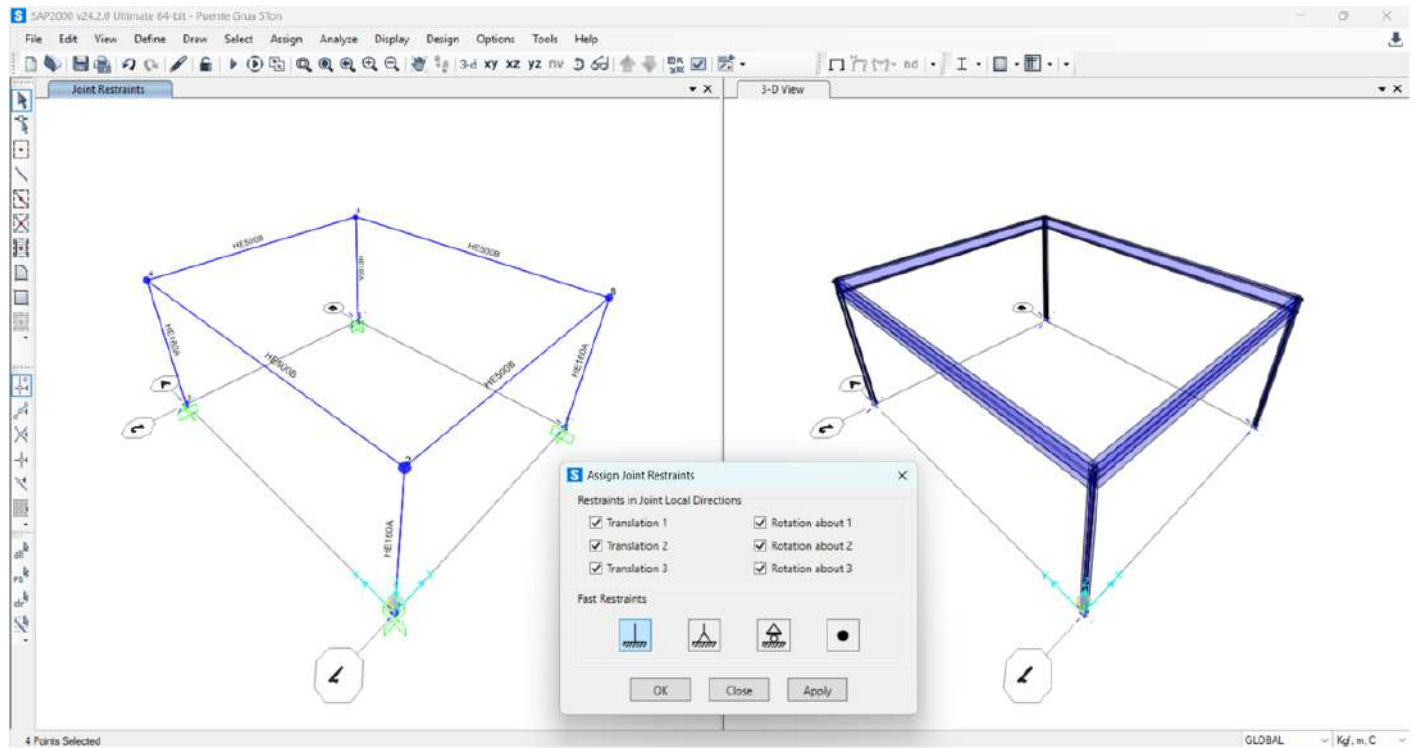 SAP2000 v24.2.0 Ultimate 64-bit - Puente Grua 5Ton
File Edit View Define Draw Select Assign Analyze Display Design Options Tools Help
3-d xy xz yz nv
nd
Joint Restraints
3-D View
HE500B
HE500B
HE160A
HE500B
HE500B
HE160A
HE160A
4
8
Assign Joint Restraints
Restraints in Joint Local Directions
Translation 1
Rotation about 1
Translation 2
Rotation about 2
Translation 3
Rotation about 3
Fast Restraints
OK Close Apply
4 Points Selected
GLOBAL
Kgf, m, C